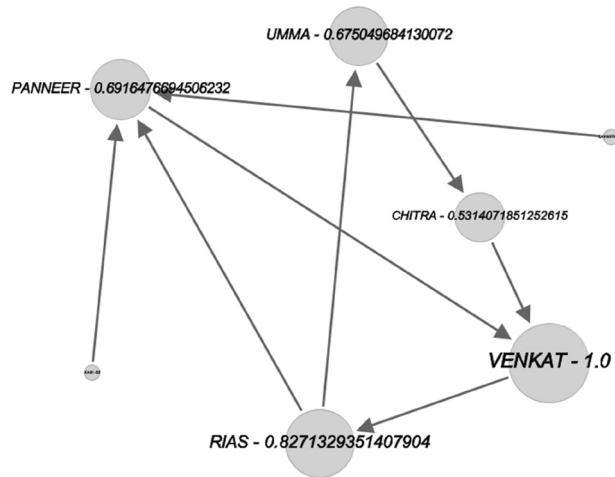 UMMA - 0.675049684130072
PANNEER - 0.6916476694506232
CHITRA - 0.5314071851252615
VENKAT - 1.0
RIAS - 0.8271329351407904